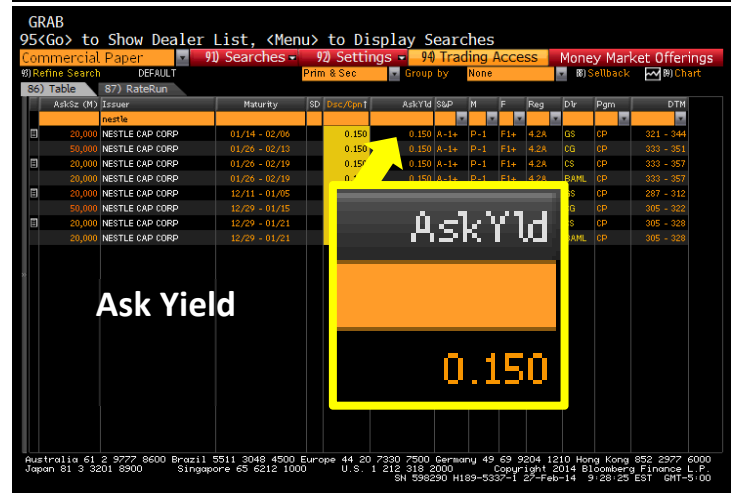 GRAB
95<Go> to Show Dealer List, <Menu> to Display Searches
Commercial Paper 91) Searches 92) Settings 94) Trading Access Money Market Offerings
Refine Search DEFAULT Prim & Sec Group by None Sellback Chart
86) Table 87) RateRun
AskSz (M) Issuer Maturity SD Dsc/Cpn↑ AskYld S&P M F Reg Dlr Pgm DTM
nestle
20,000 NESTLE CAP CORP 01/14 - 02/06 0.150 0.150 A-1+ P-1 F1+ 4.2A GS CP 321 - 344
50,000 NESTLE CAP CORP 01/26 - 02/13 0.150 0.150 A-1+ P-1 F1+ 4.2A CG CP 333 - 351
20,000 NESTLE CAP CORP 01/26 - 02/19 0.150 0.150 A-1+ P-1 F1+ 4.2A CS CP 333 - 357
20,000 NESTLE CAP CORP 01/26 - 02/19 0.150 A-1+ P-1 F1+ 4.2A BAML CP 333 - 357
20,000 NESTLE CAP CORP 12/11 - 01/05 CP 287 - 312
50,000 NESTLE CAP CORP 12/29 - 01/15 CP 305 - 322
20,000 NESTLE CAP CORP 12/29 - 01/21 CP 305 - 328
20,000 NESTLE CAP CORP 12/29 - 01/21 CP 305 - 328
AskYld
Ask Yield
0.150
Australia 61 2 9777 8600 Brazil 5511 3048 4500 Europe 44 20 7330 7500 Germany 49 69 9204 1210 Hong Kong 852 2977 6000
Japan 81 3 3201 8900 Singapore 65 6212 1000 U.S. 1 212 318 2000 Copyright 2014 Bloomberg Finance L.P.
SN 598290 H189-5337-1 27-Feb-14 9:28:25 EST GMT-5:00